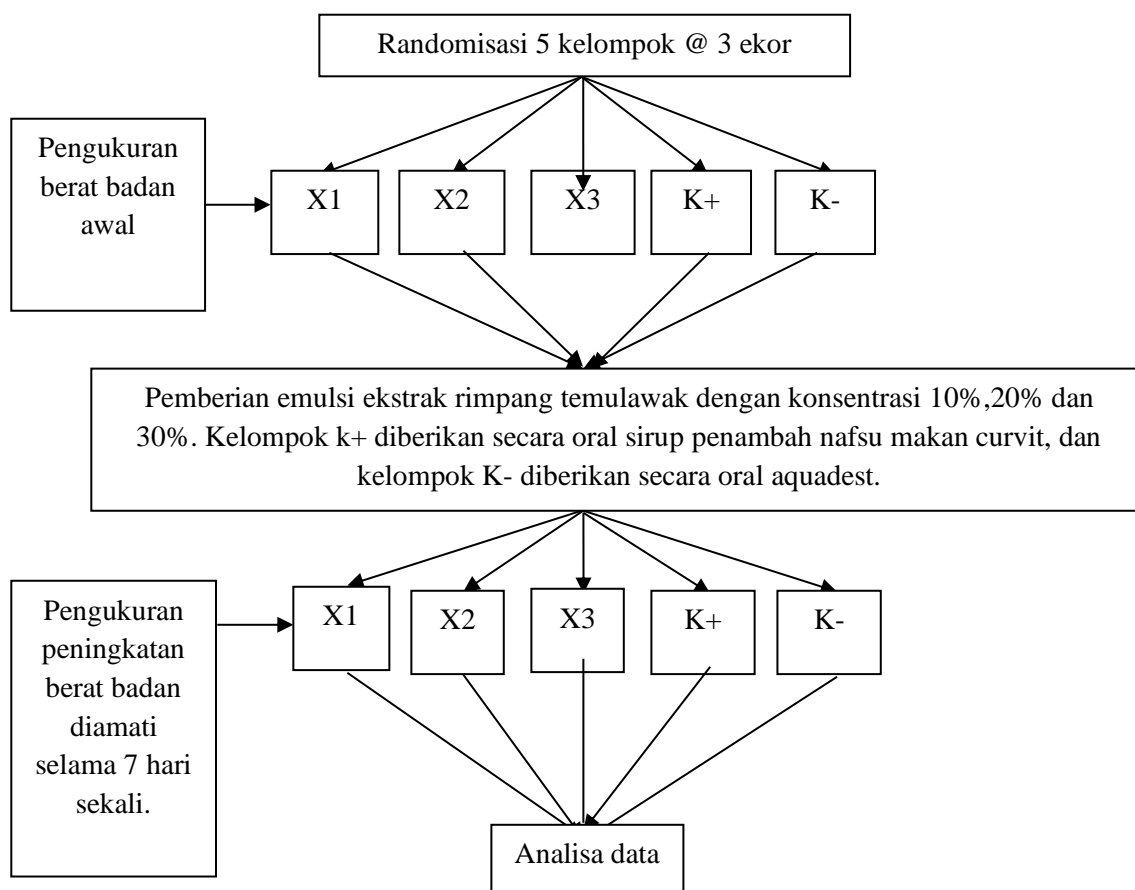 Randomisasi 5 kelompok @ 3 ekor
Pengukuran
berat badan
awal
X1
X2
X3
K+
K-
Pemberian emulsi ekstrak rimpang temulawak dengan konsentrasi 10%,20% dan
30%. Kelompok k+ diberikan secara oral sirup penambah nafsu makan curvit, dan
kelompok K- diberikan secara oral aquadest.
Pengukuran
peningkatan
berat badan
diamati
selama 7 hari
sekali.
X1
X2
X3
K+
K-
Analisa data